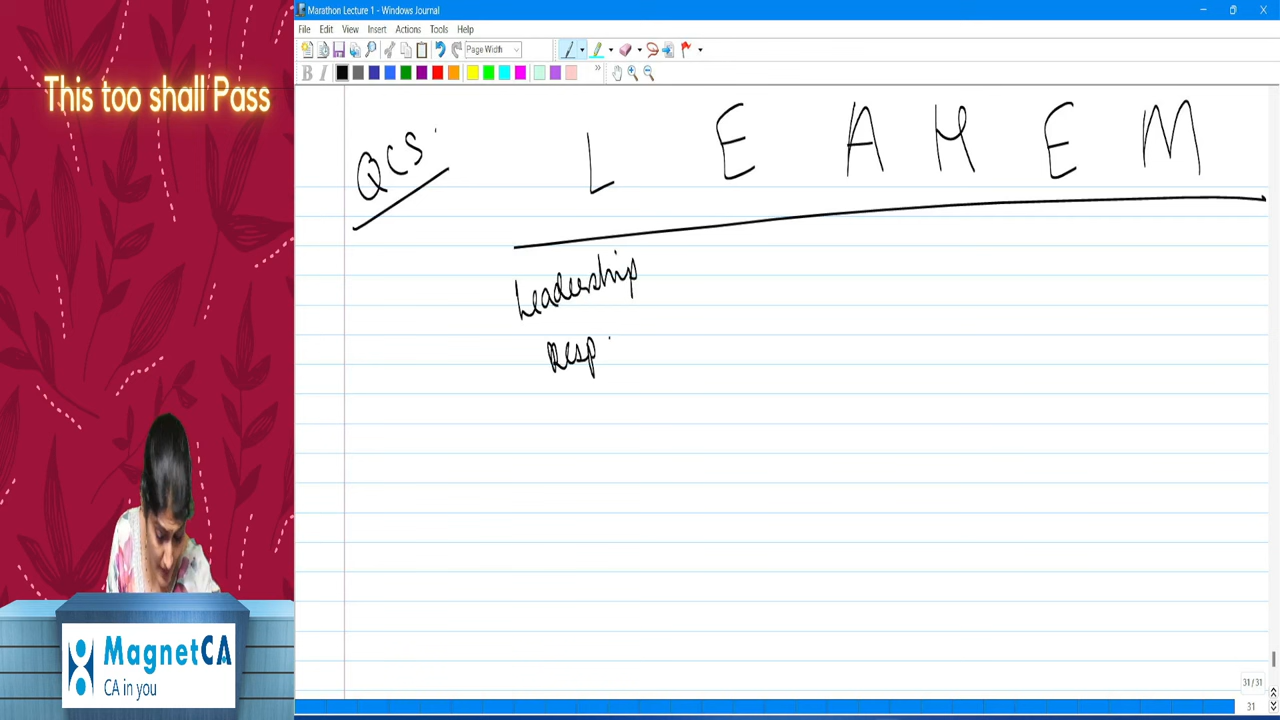 Marathon Lecture 1 - Windows Journal
File Edit View Insert Actions Tools Help
This too shall Pass
Page Width
B I
QCS
L E A H E M
Leadership
Resp
MagnetCA
CA in you
31/31
31